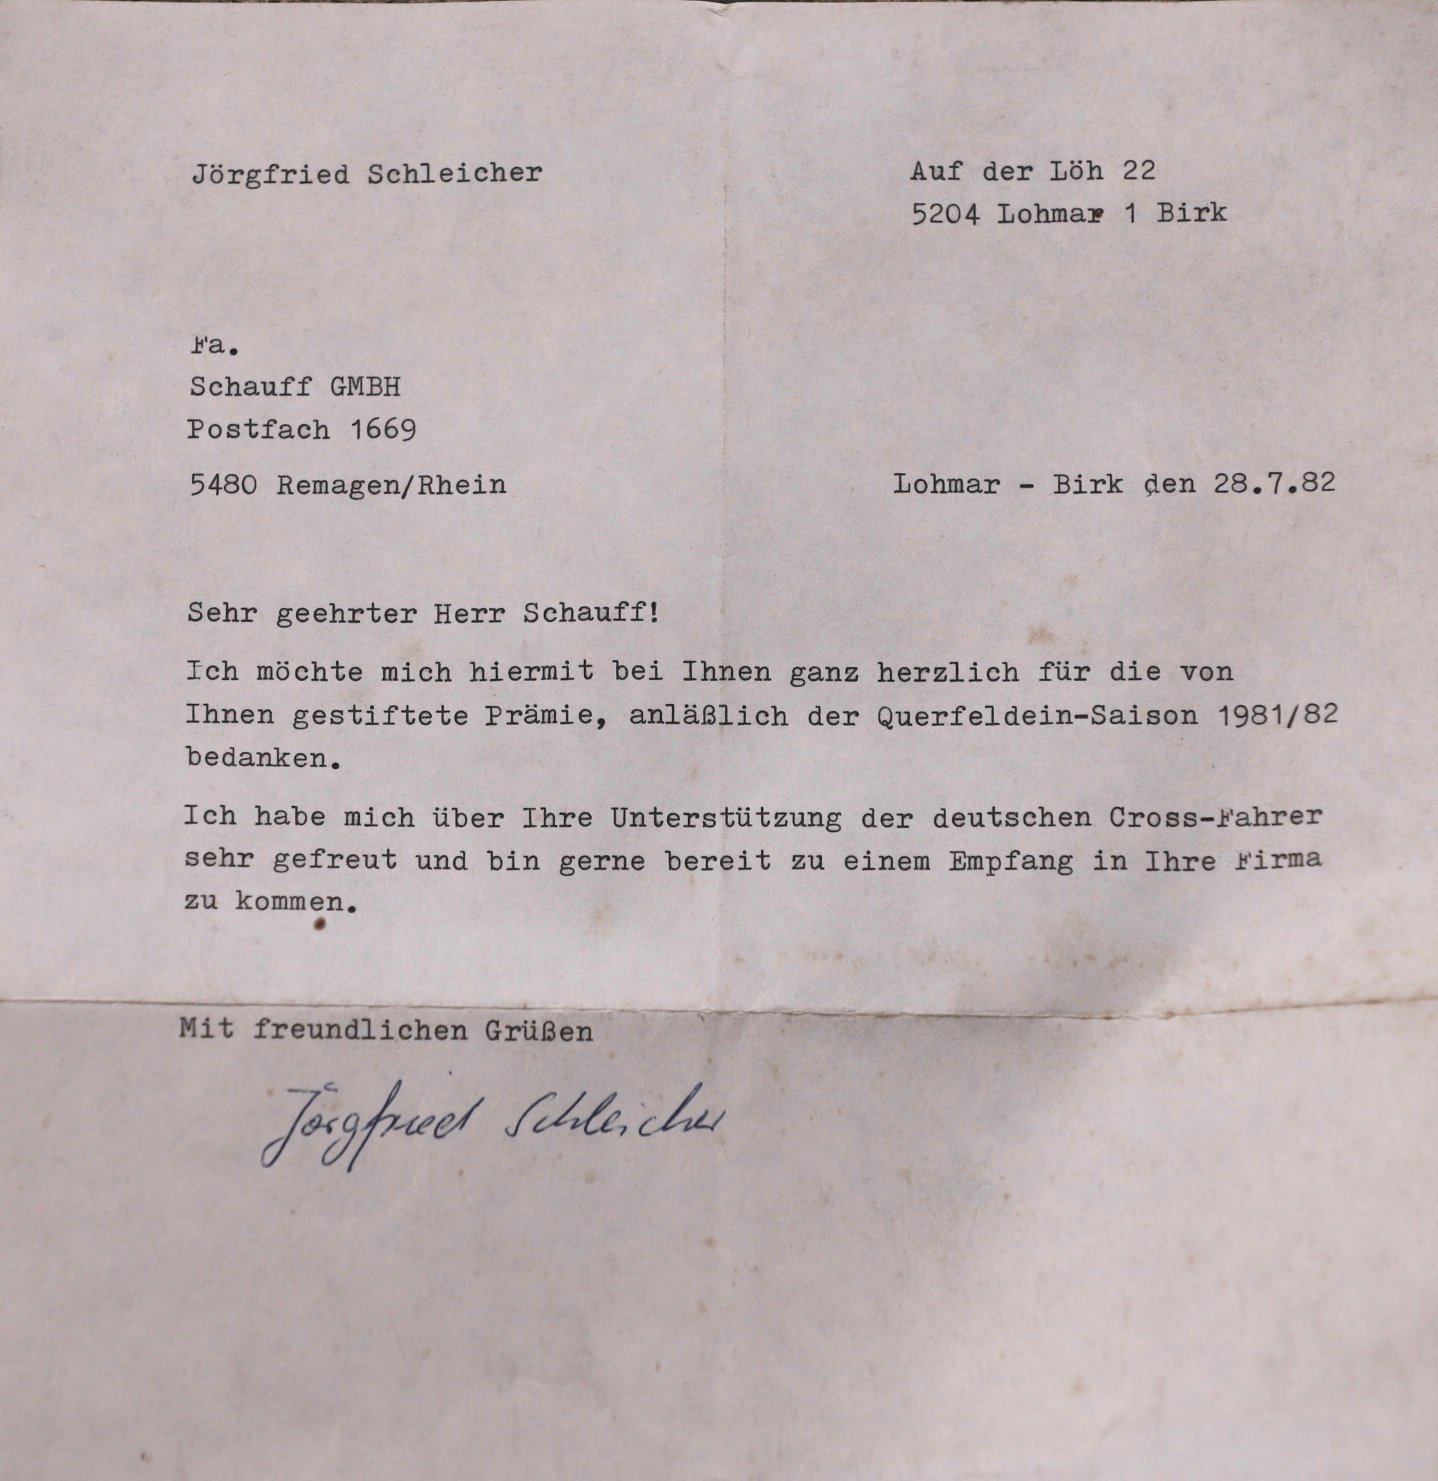 Jörgfried Schleicher
Auf der Löh 22
5204 Lohmar 1 Birk
Fa.
Schauff GMBH
Postfach 1669
5480 Remagen/Rhein
Lohmar - Birk den 28.7.82
Sehr geehrter Herr Schauff!
Ich möchte mich hiermit bei Ihnen ganz herzlich für die von
Ihnen gestiftete Prämie, anläßlich der Querfeldein-Saison 1981/82
bedanken.
Ich habe mich über Ihre Unterstützung der deutschen Cross-Fahrer
sehr gefreut und bin gerne bereit zu einem Empfang in Ihre Firma
zu kommen.
Mit freundlichen Grüßen
Jörgfried Schleicher